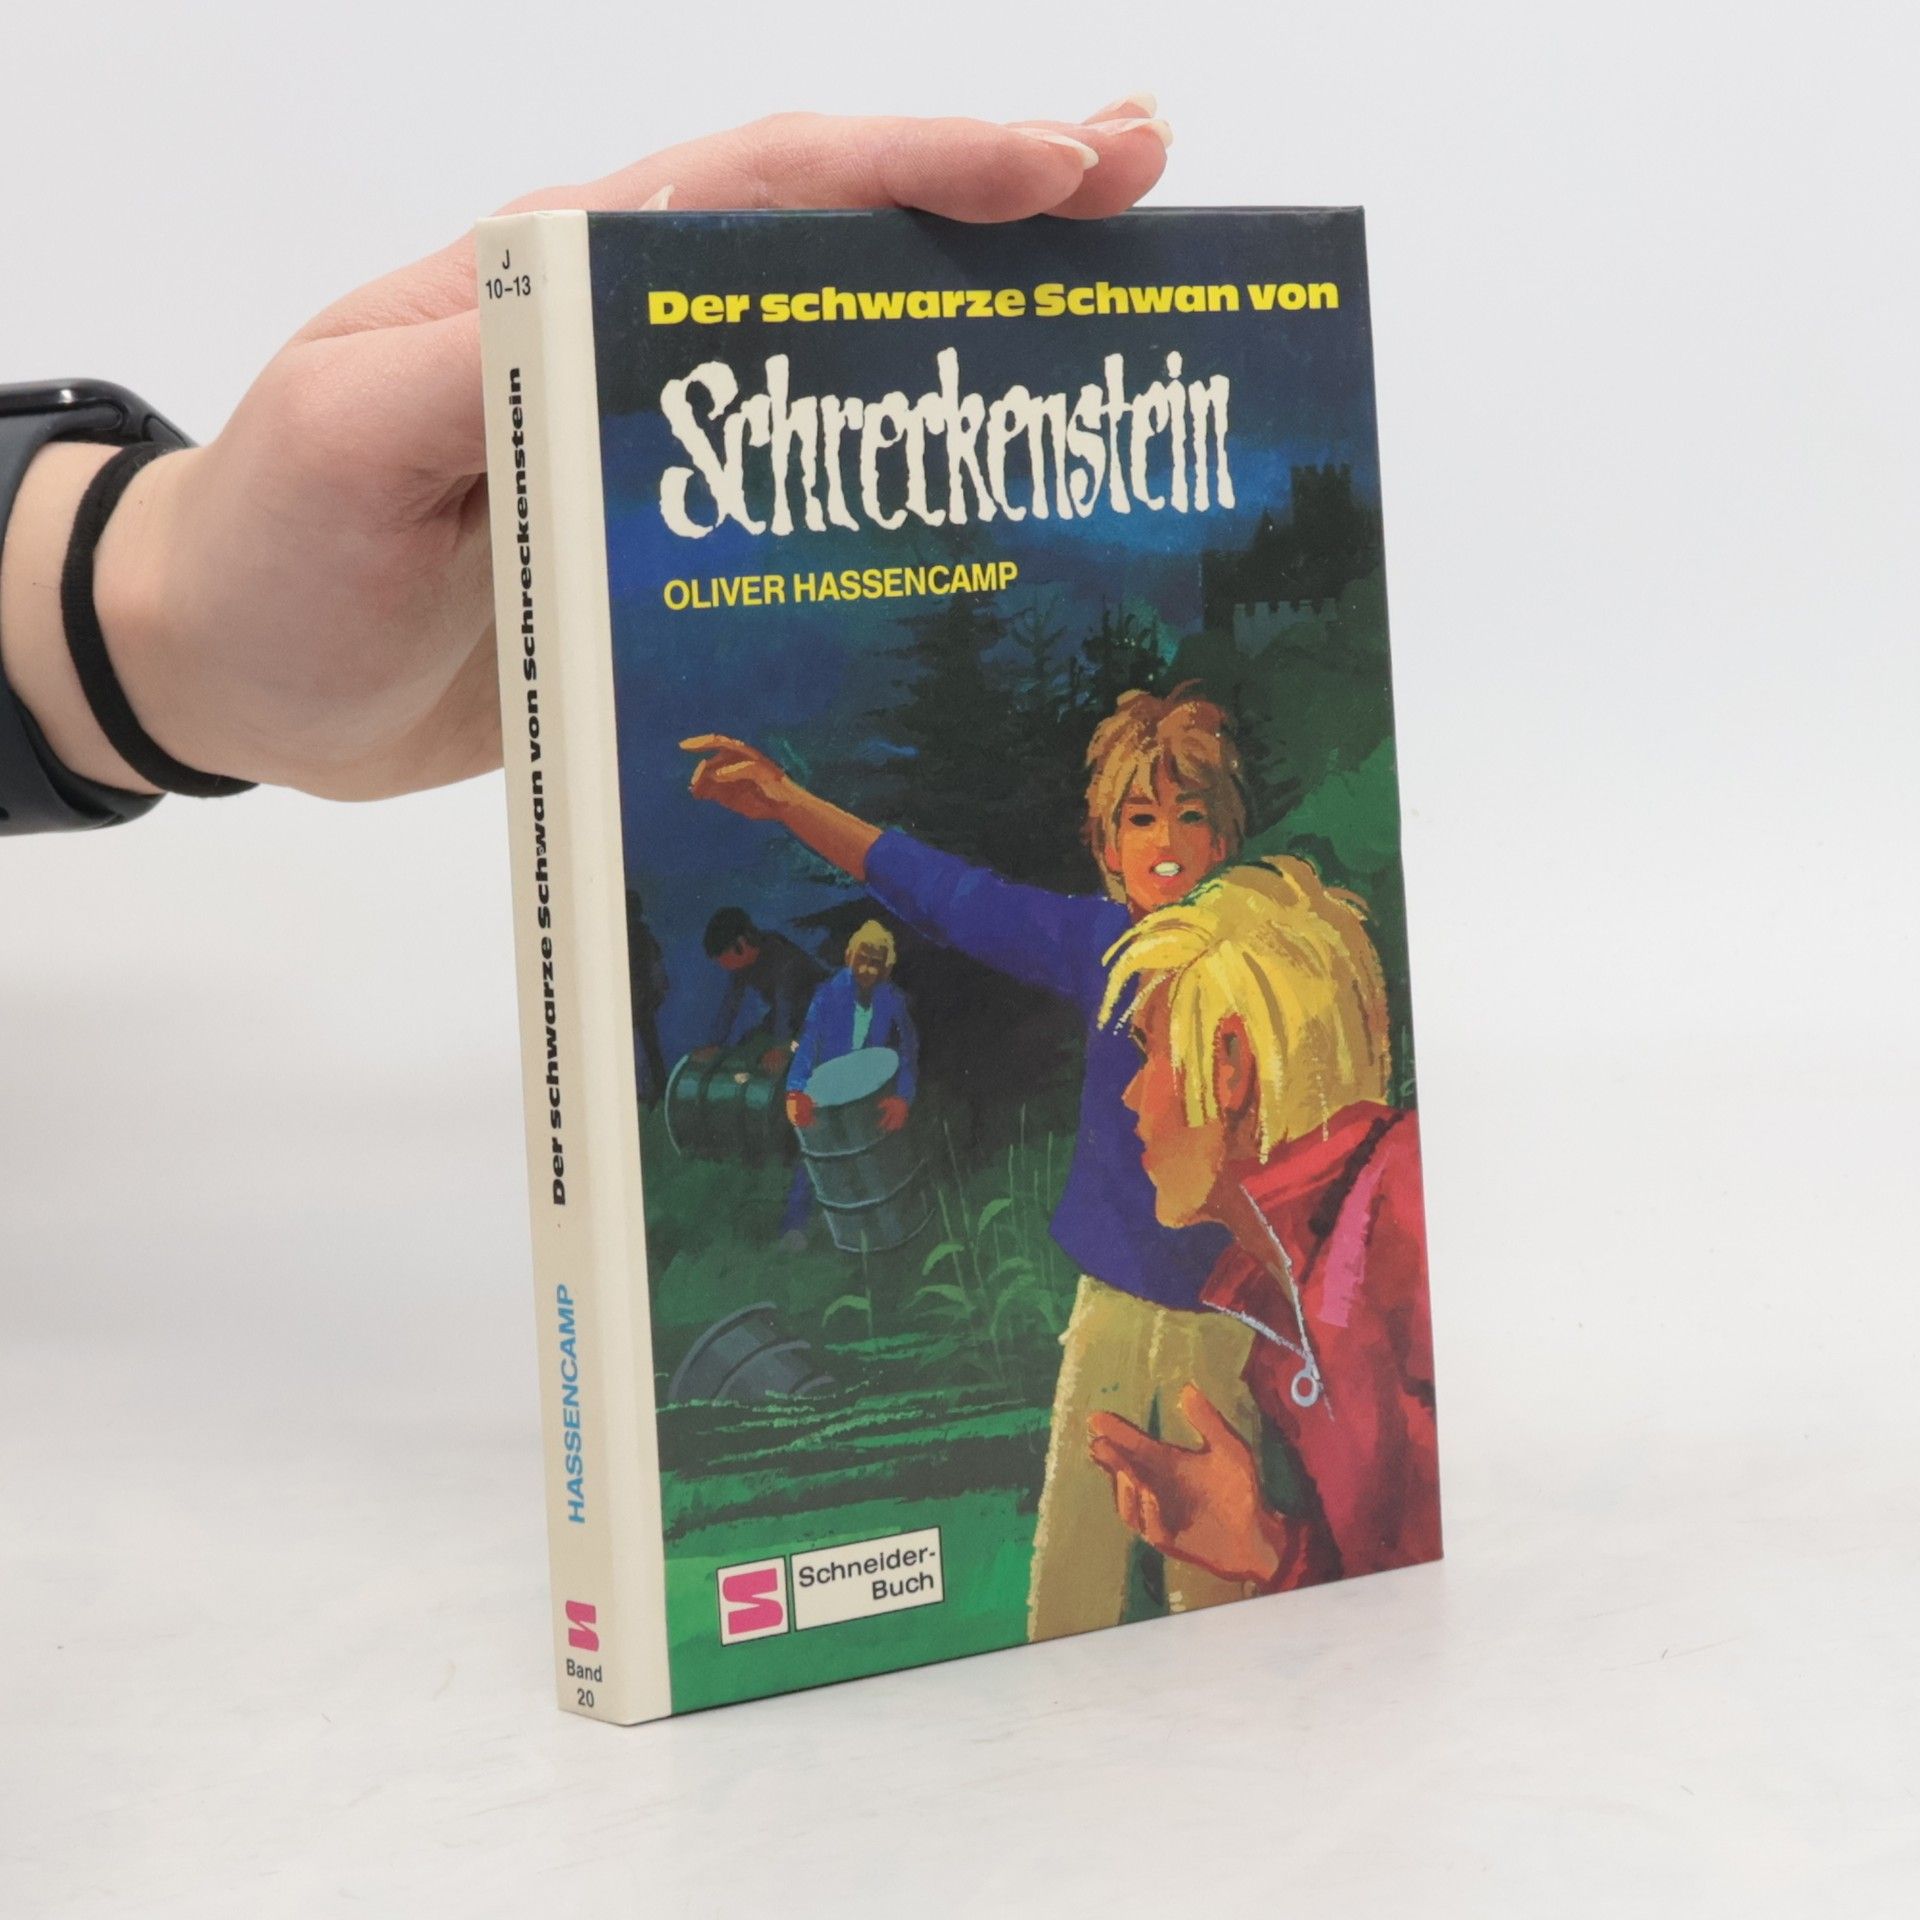 J
10-13
Der schwarze Schwan von Schreckenstein
HASSENCAMP
Band
20
Der schwarze Schwan von
Schreckenstein
OLIVER HASSENCAMP
Schneider-
Buch